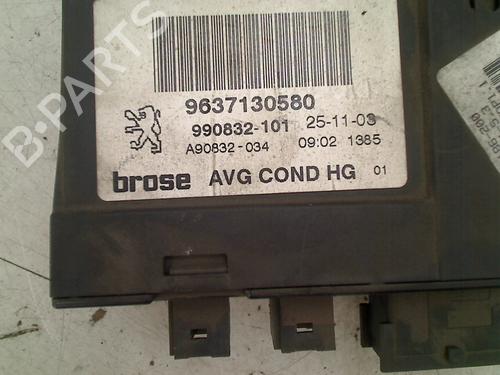 9637130580
990832-101 25-11-03
A90832-034 09:02 1385
brose AVG COND HG 01
B-PARTS